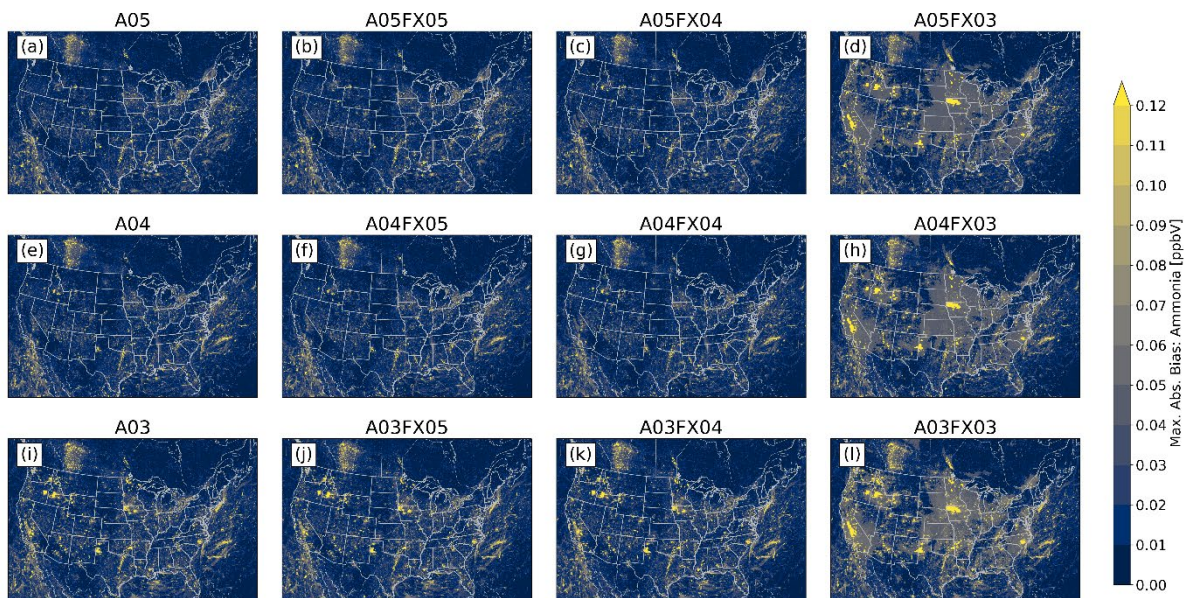 A05 A05FX05 A05FX04 A05FX03
(a) (b) (c) (d)
A04 A04FX05 A04FX04 A04FX03
(e) (f) (g) (h)
A03 A03FX05 A03FX04 A03FX03
(i) (j) (k) (l)
0.12
0.11
0.10
0.09
0.08
0.07
0.06
0.05
0.04
0.03
0.02
0.01
0.00
Max. Abs. Bias: Ammonia [ppbV]